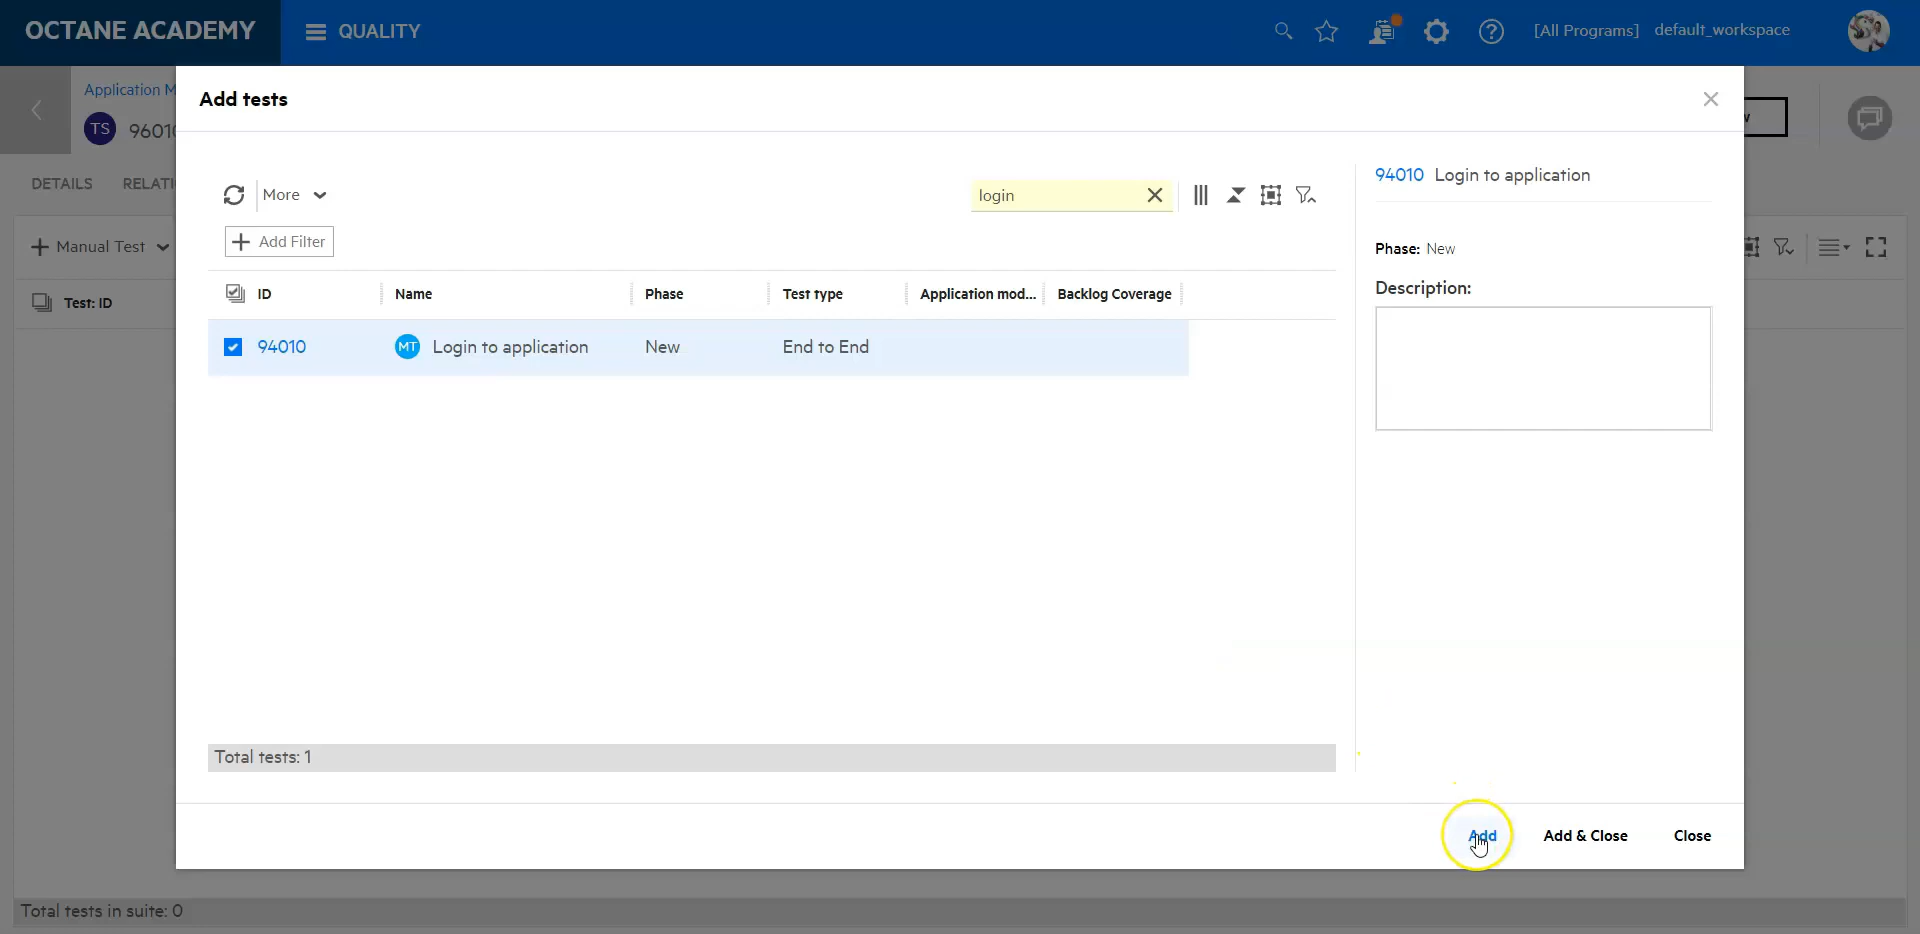 OCTANE ACADEMY
QUALITY
[All Programs] default_workspace
Application M
TS 96010
DETAILS RELATI
Manual Test
Test: ID
Add tests
More
login
Add Filter
ID Name Phase Test type Application mod... Backlog Coverage
94010 MT Login to application New End to End
Total tests: 1
94010 Login to application
Phase: New
Description:
Add Add & Close Close
Total tests in suite: 0